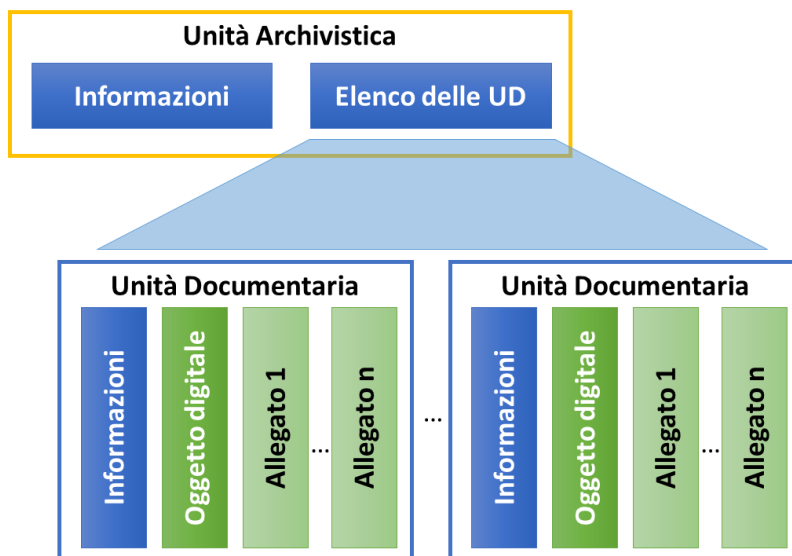 Unità Archivistica
Informazioni
Elenco delle UD
Unità Documentaria
Informazioni
Oggetto digitale
Allegato 1
...
Allegato n
...
Unità Documentaria
Informazioni
Oggetto digitale
Allegato 1
...
Allegato n